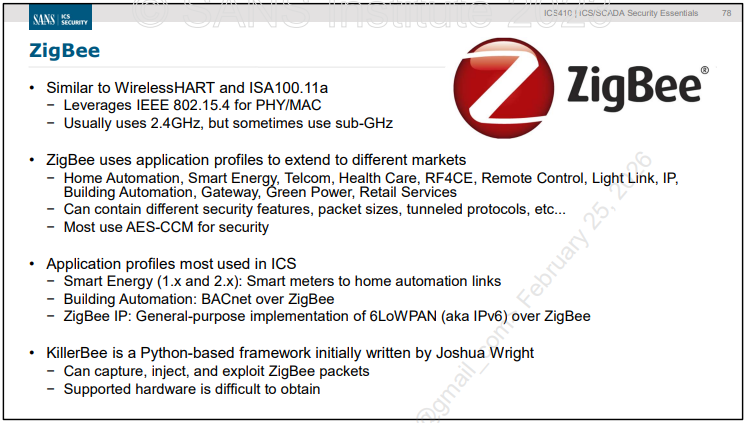 © SANS Institute 2026
SANS ICS SECURITY
ICS410 | ICS/SCADA Security Essentials 78
ZigBee
ZigBee®
• Similar to WirelessHART and ISA100.11a
− Leverages IEEE 802.15.4 for PHY/MAC
− Usually uses 2.4GHz, but sometimes use sub-GHz
• ZigBee uses application profiles to extend to different markets
− Home Automation, Smart Energy, Telcom, Health Care, RF4CE, Remote Control, Light Link, IP,
Building Automation, Gateway, Green Power, Retail Services
− Can contain different security features, packet sizes, tunneled protocols, etc...
− Most use AES-CCM for security
• Application profiles most used in ICS
− Smart Energy (1.x and 2.x): Smart meters to home automation links
− Building Automation: BACnet over ZigBee
− ZigBee IP: General-purpose implementation of 6LoWPAN (aka IPv6) over ZigBee
• KillerBee is a Python-based framework initially written by Joshua Wright
− Can capture, inject, and exploit ZigBee packets
− Supported hardware is difficult to obtain
@gmail_com February 25, 2026